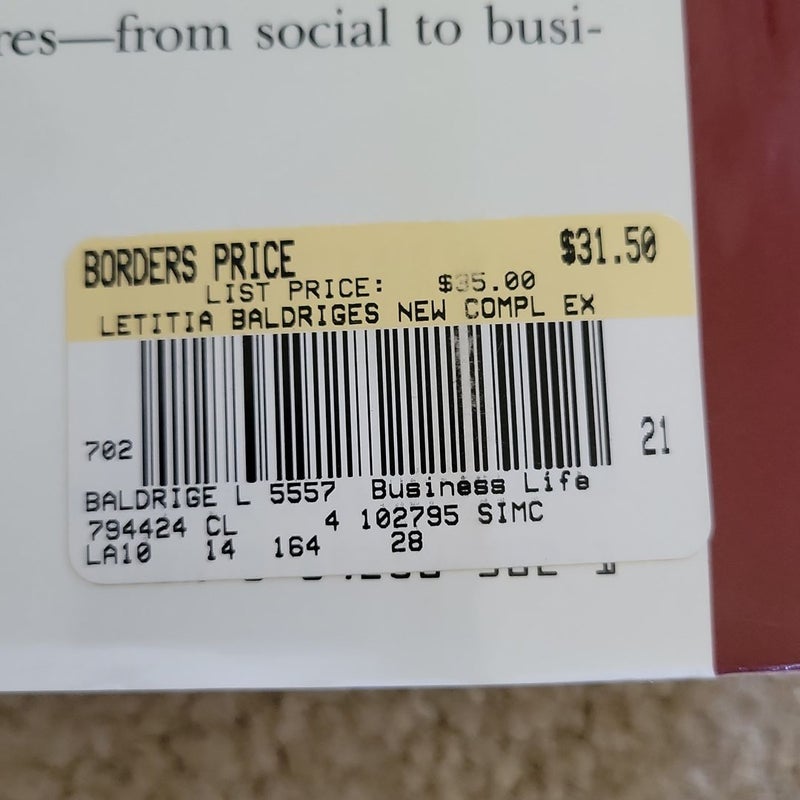 res—from social to busi-
BORDERS PRICE $31.50
LIST PRICE: $35.00
LETITIA BALDRIGES NEW COMPL EX
702 21
BALDRIGE L 5557 Business Life
794424 CL 4 102795 SIMC
LA10 14 164 28